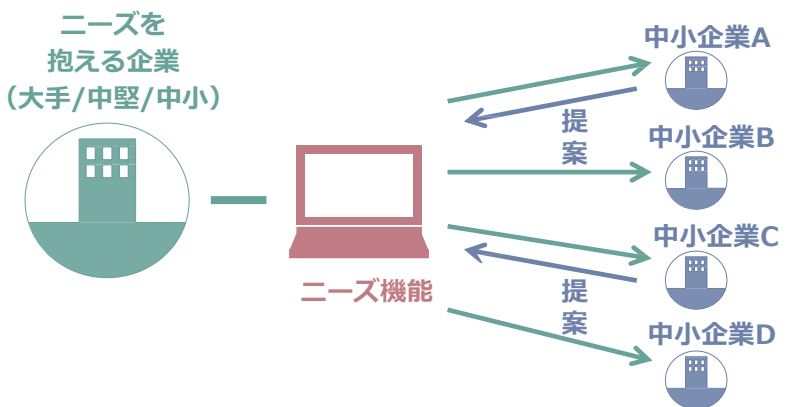 ニーズを
抱える企業
（大手/中堅/中小）
ニーズ機能
中小企業A
提
案
中小企業B
中小企業C
提
案
中小企業D